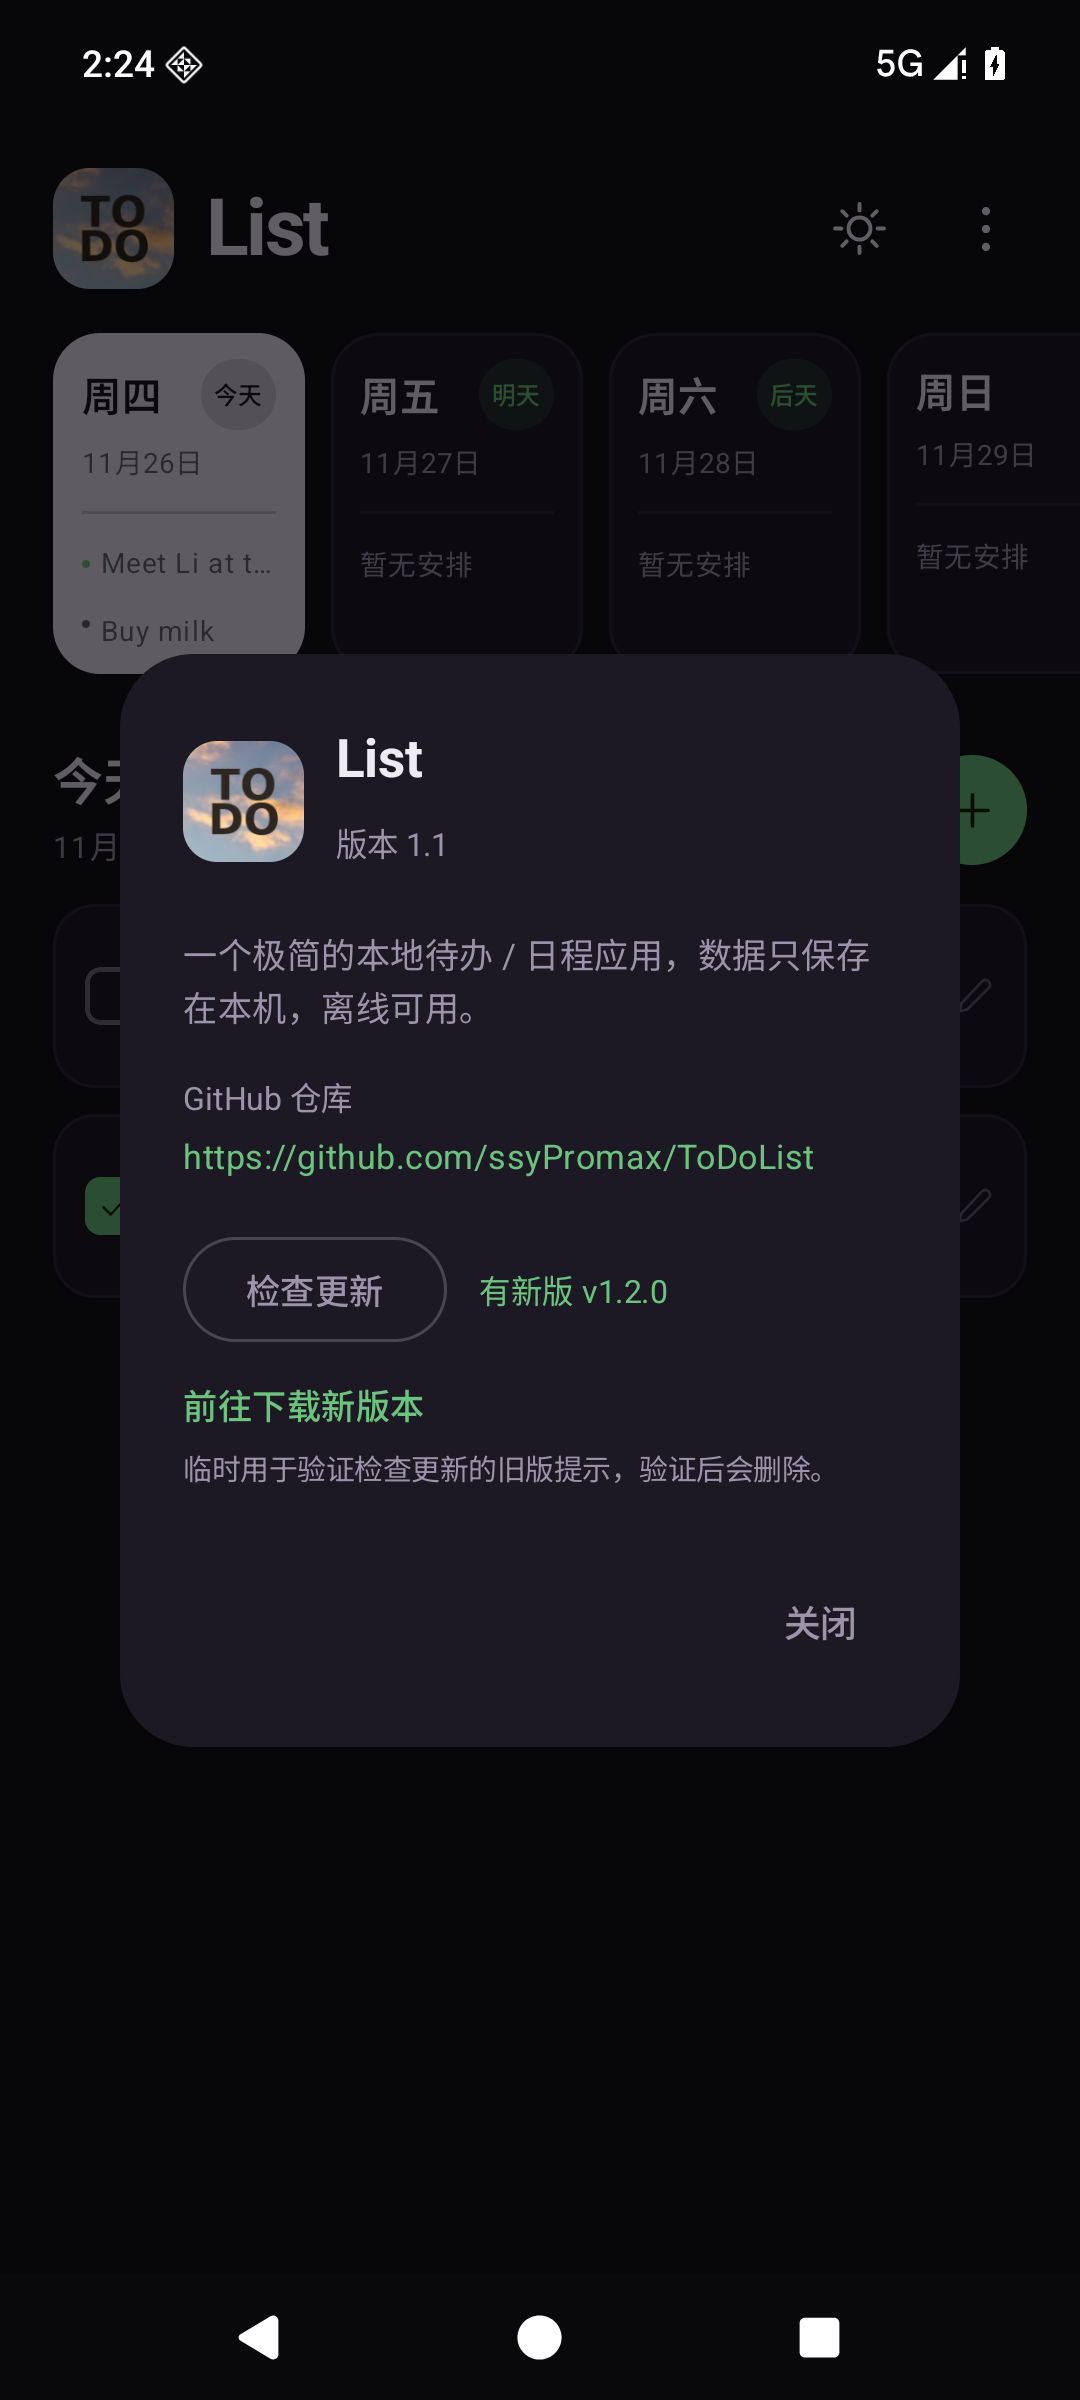 2:24
5G
TO
DO
List
周四
今天
11月26日
Meet Li at t...
Buy milk
周五
明天
11月27日
暂无安排
周六
后天
11月28日
暂无安排
周日
11月29日
暂无安排
今天
11月
TO
DO
List
版本 1.1
一个极简的本地待办 / 日程应用，数据只保存
在本机，离线可用。
GitHub 仓库
https://github.com/ssyPromax/ToDoList
检查更新
有新版 v1.2.0
前往下载新版本
临时用于验证检查更新的旧版提示，验证后会删除。
关闭